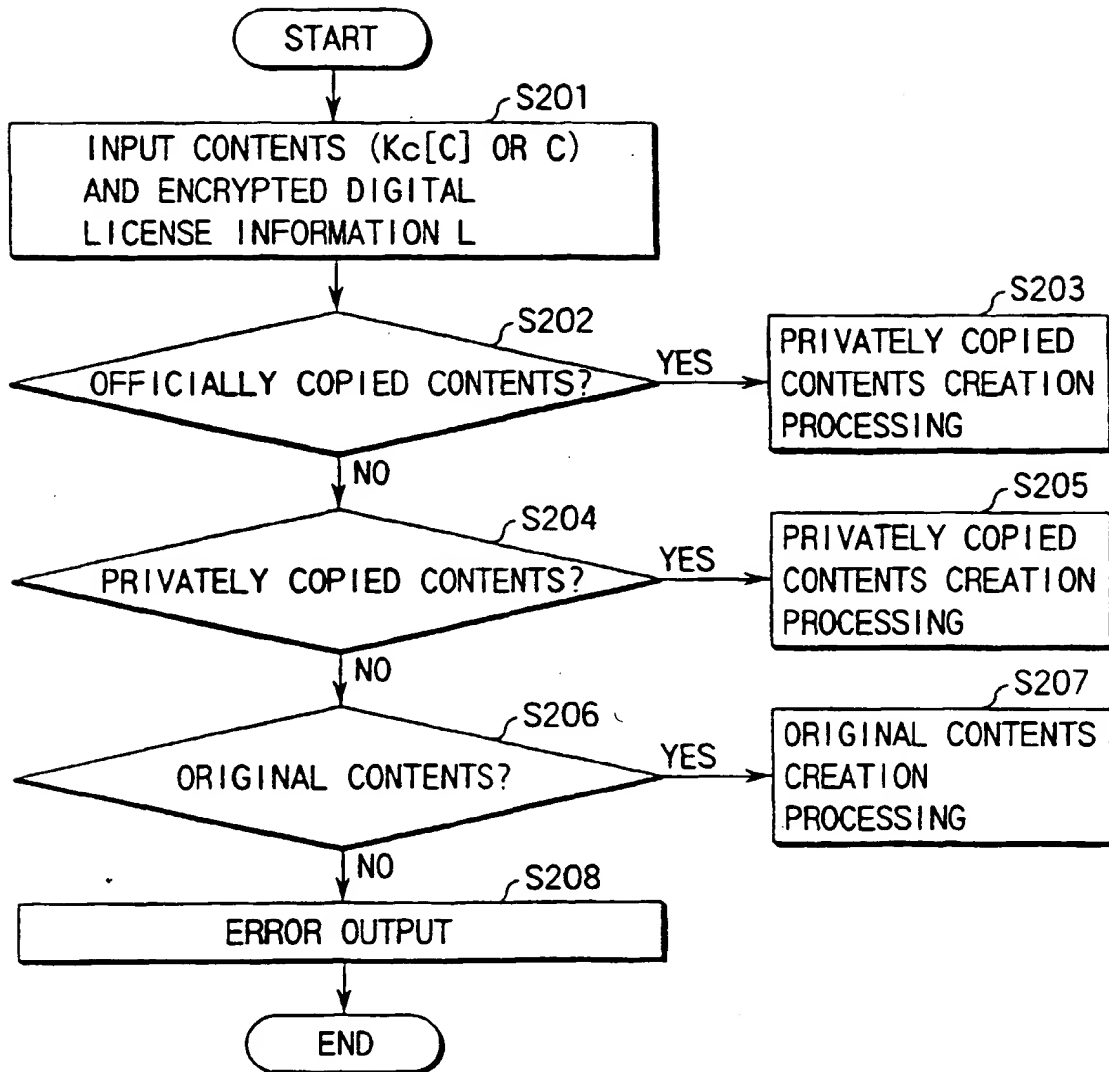 START
S201
INPUT CONTENTS (Kc[C] OR C)
AND ENCRYPTED DIGITAL
LICENSE INFORMATION L
S202
OFFICIALLY COPIED CONTENTS?
YES
S203
PRIVATELY COPIED
CONTENTS CREATION
PROCESSING
NO
S204
PRIVATELY COPIED CONTENTS?
YES
S205
PRIVATELY COPIED
CONTENTS CREATION
PROCESSING
NO
S206
ORIGINAL CONTENTS?
YES
S207
ORIGINAL CONTENTS
CREATION
PROCESSING
NO
S208
ERROR OUTPUT
END